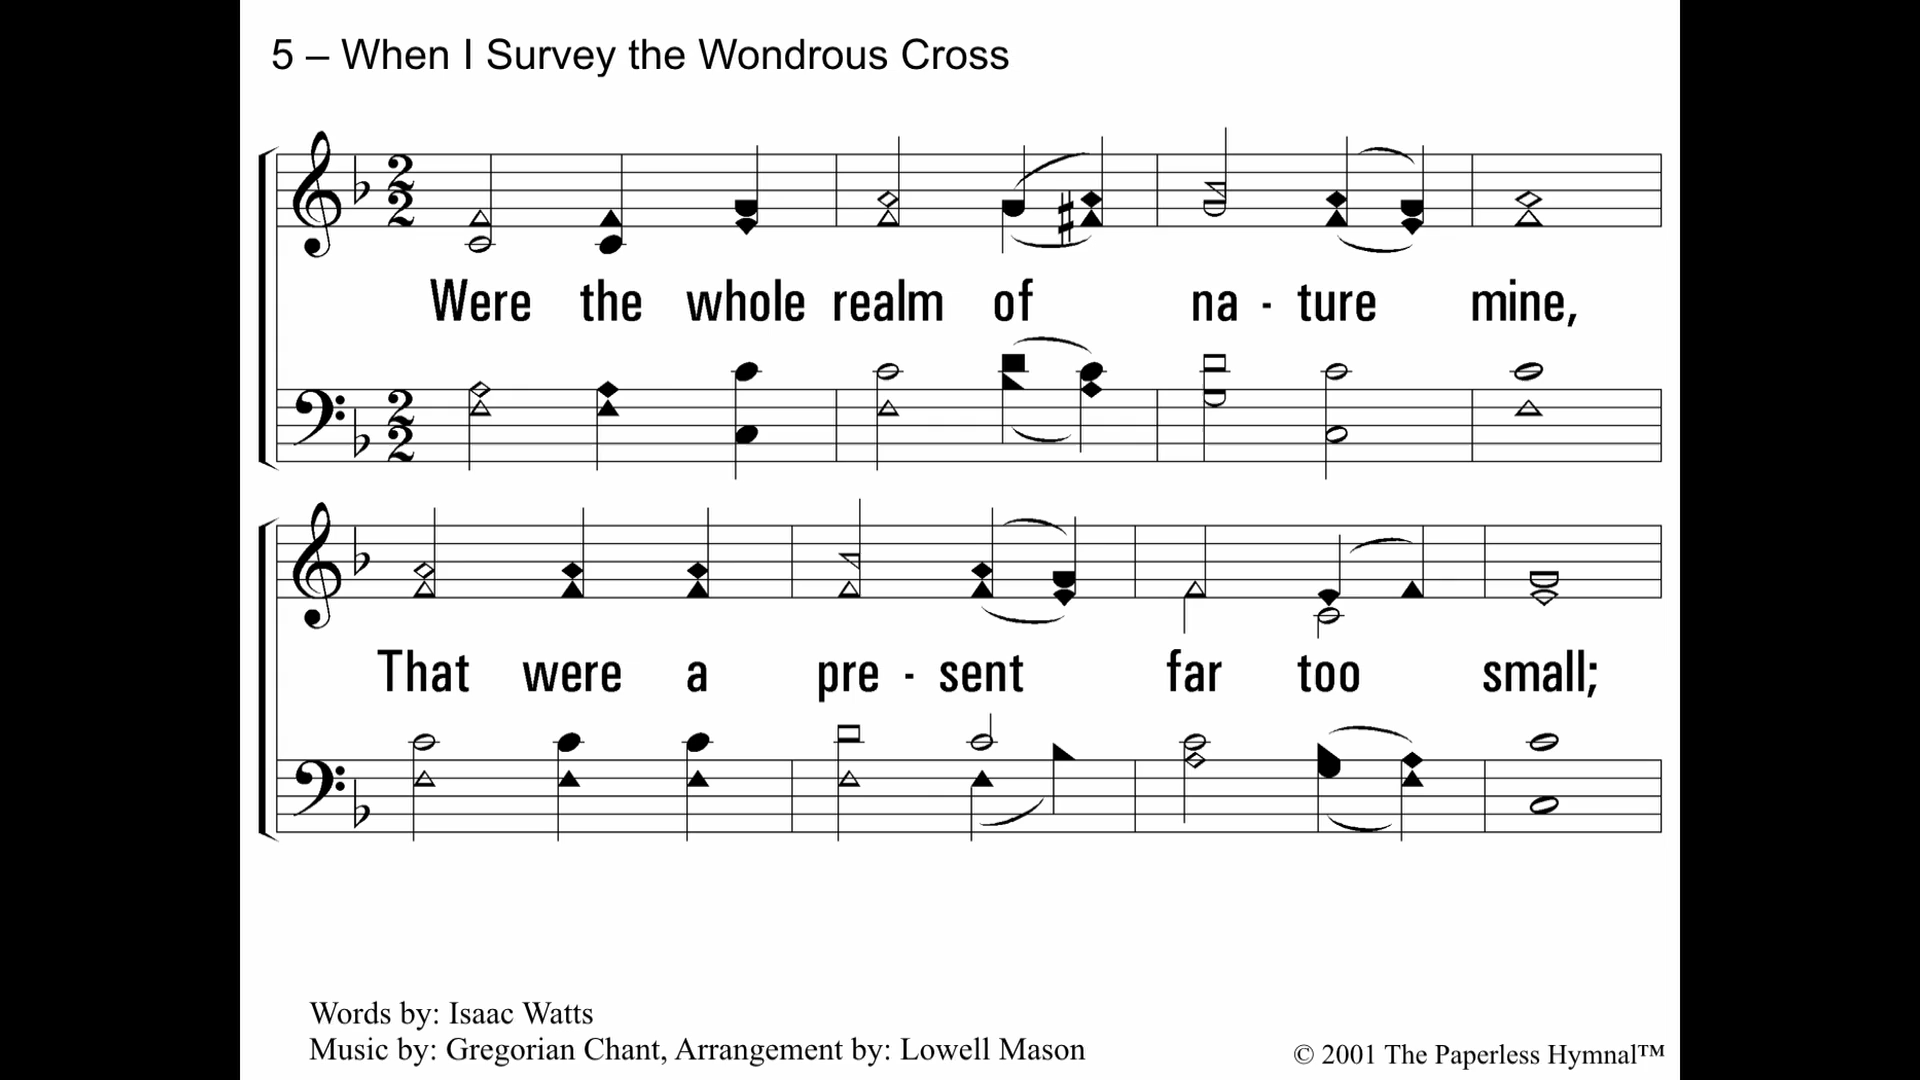 5 – When I Survey the Wondrous Cross
Were the whole realm of na - ture mine,
That were a pre - sent far too small;
Words by: Isaac Watts
Music by: Gregorian Chant, Arrangement by: Lowell Mason
© 2001 The Paperless Hymnal™